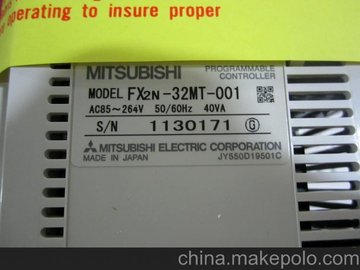 operating to insure proper
MITSUBISHI PROGRAMMABLE CONTROLLER
MODEL FX2N-32MT-001
AC85~264V 50/60Hz 40VA
S/N 1130171 G
MITSUBISHI ELECTRIC CORPORATION
MADE IN JAPAN JY550D19501C
china.makepolo.com